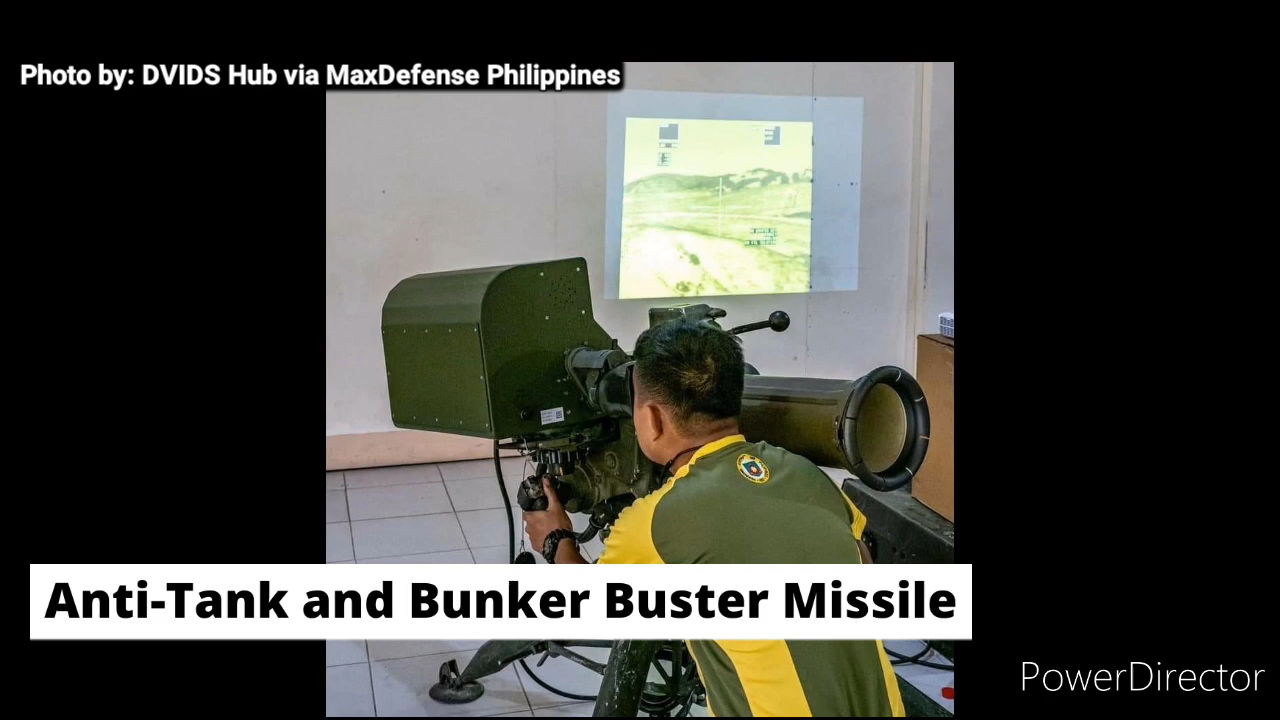 Photo by: DVIDS Hub via MaxDefense Philippines
Anti-Tank and Bunker Buster Missile
PowerDirector